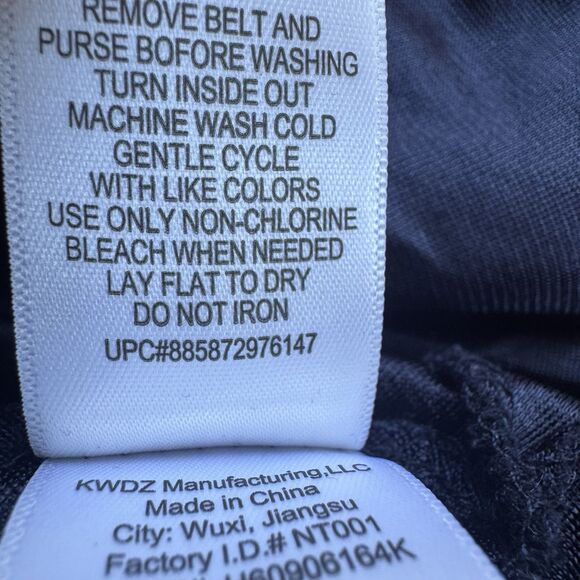 REMOVE BELT AND
PURSE BOFORE WASHING
TURN INSIDE OUT
MACHINE WASH COLD
GENTLE CYCLE
WITH LIKE COLORS
USE ONLY NON-CHLORINE
BLEACH WHEN NEEDED
LAY FLAT TO DRY
DO NOT IRON
UPC#885872976147
KWDZ Manufacturing,LLC
Made in China
City: Wuxi, Jiangsu
Factory I.D.# NT001